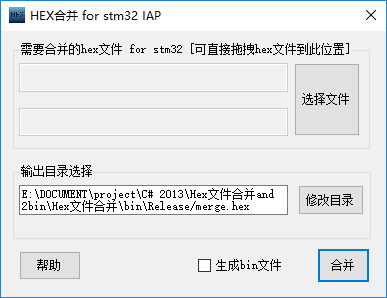 HEX
HEX合并 for stm32 IAP
需要合并的hex文件 for stm32 [可直接拖拽hex文件到此位置]
选择文件
输出目录选择
E:\DOCUMENT\project\C# 2013\Hex文件合并and
2bin\Hex文件合并\bin\Release/merge.hex
修改目录
帮助
生成bin文件
合并